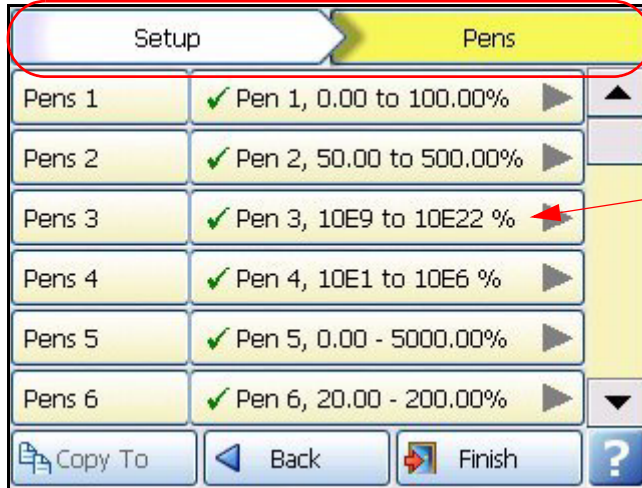 Setup Pens
Pens 1 Pen 1, 0.00 to 100.00%
Pens 2 Pen 2, 50.00 to 500.00%
Pens 3 Pen 3, 10E9 to 10E22 %
Pens 4 Pen 4, 10E1 to 10E6 %
Pens 5 Pen 5, 0.00 - 5000.00%
Pens 6 Pen 6, 20.00 - 200.00%
Copy To Back Finish ?